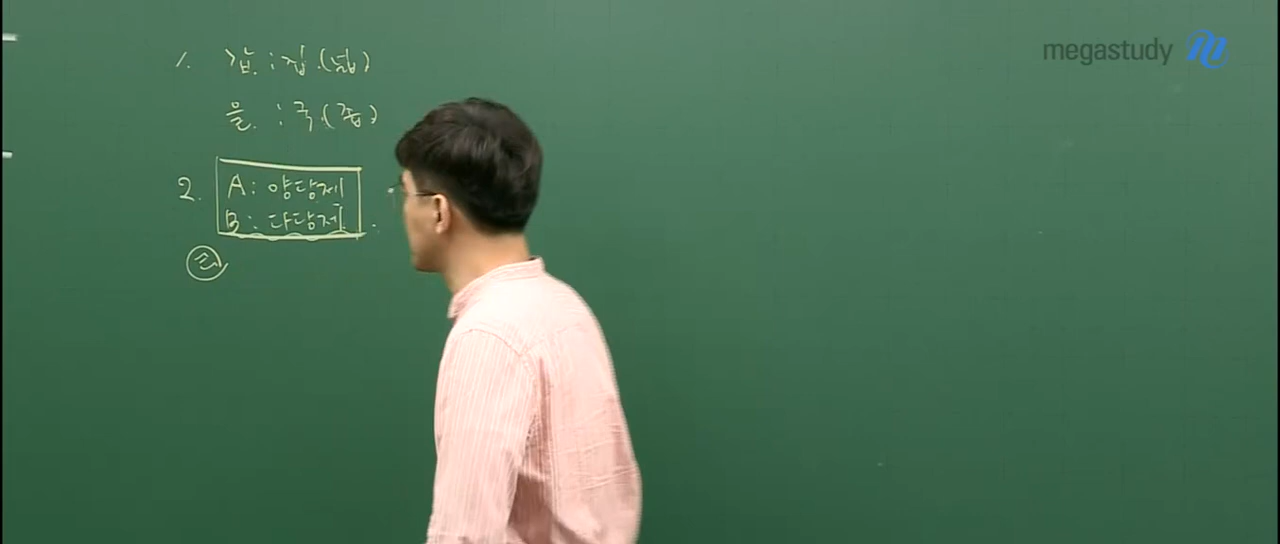 megastudy
1. 갑 : 집.(넓)
을. : 국.(좁)
2. A : 양당제
B : 다당제.